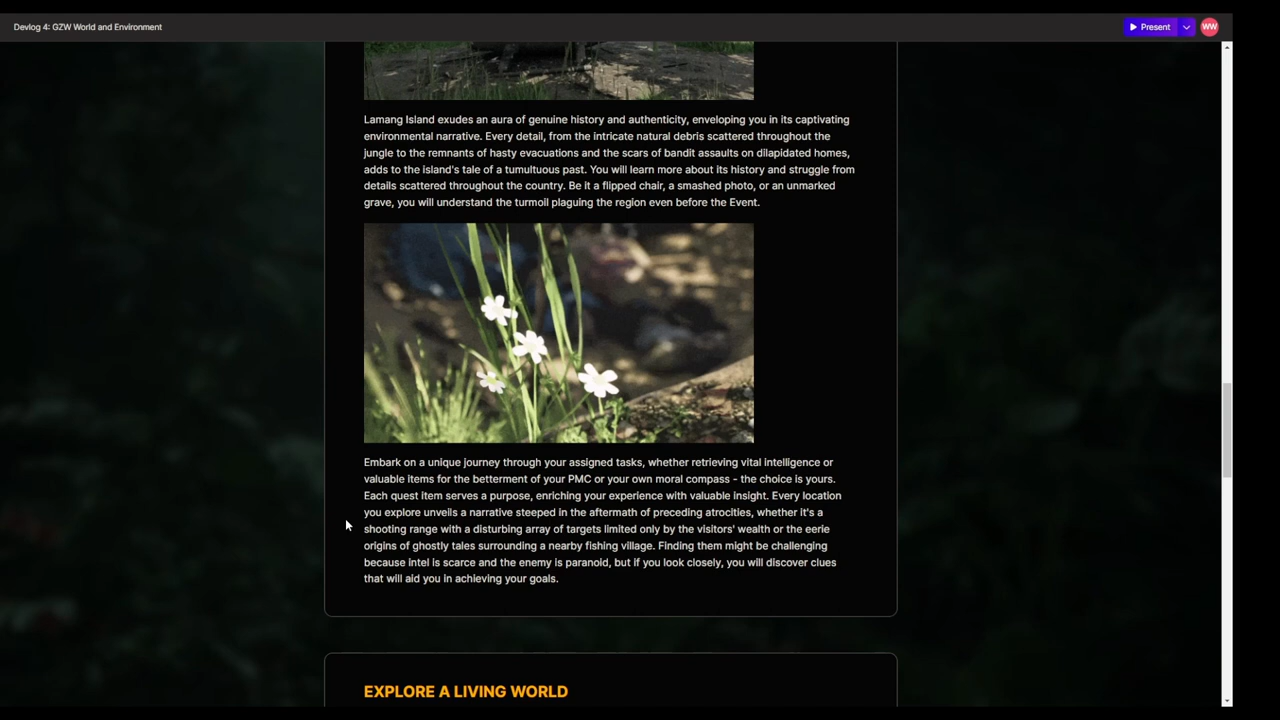 Devlog 4: GZW World and Environment
Present
WW
Lamang Island exudes an aura of genuine history and authenticity, enveloping you in its captivating
environmental narrative. Every detail, from the intricate natural debris scattered throughout the
jungle to the remnants of hasty evacuations and the scars of bandit assaults on dilapidated homes,
adds to the island's tale of a tumultuous past. You will learn more about its history and struggle from
details scattered throughout the country. Be it a flipped chair, a smashed photo, or an unmarked
grave, you will understand the turmoil plaguing the region even before the Event.
Embark on a unique journey through your assigned tasks, whether retrieving vital intelligence or
valuable items for the betterment of your PMC or your own moral compass - the choice is yours.
Each quest item serves a purpose, enriching your experience with valuable insight. Every location
you explore unveils a narrative steeped in the aftermath of preceding atrocities, whether it's a
shooting range with a disturbing array of targets limited only by the visitors' wealth or the eerie
origins of ghostly tales surrounding a nearby fishing village. Finding them might be challenging
because intel is scarce and the enemy is paranoid, but if you look closely, you will discover clues
that will aid you in achieving your goals.
EXPLORE A LIVING WORLD